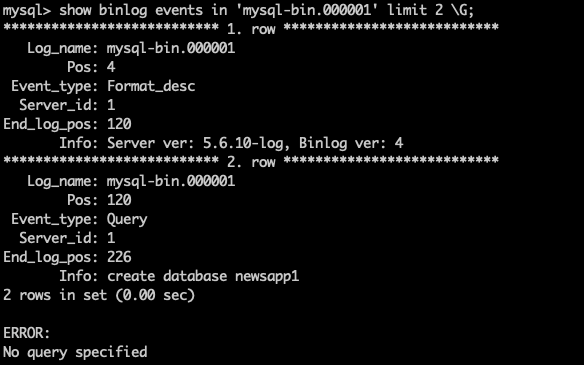 mysql> show binlog events in 'mysql-bin.000001' limit 2 \G;
*************************** 1. row ***************************
Log_name: mysql-bin.000001
Pos: 4
Event_type: Format_desc
Server_id: 1
End_log_pos: 120
Info: Server ver: 5.6.10-log, Binlog ver: 4
*************************** 2. row ***************************
Log_name: mysql-bin.000001
Pos: 120
Event_type: Query
Server_id: 1
End_log_pos: 226
Info: create database newsapp1
2 rows in set (0.00 sec)
ERROR:
No query specified